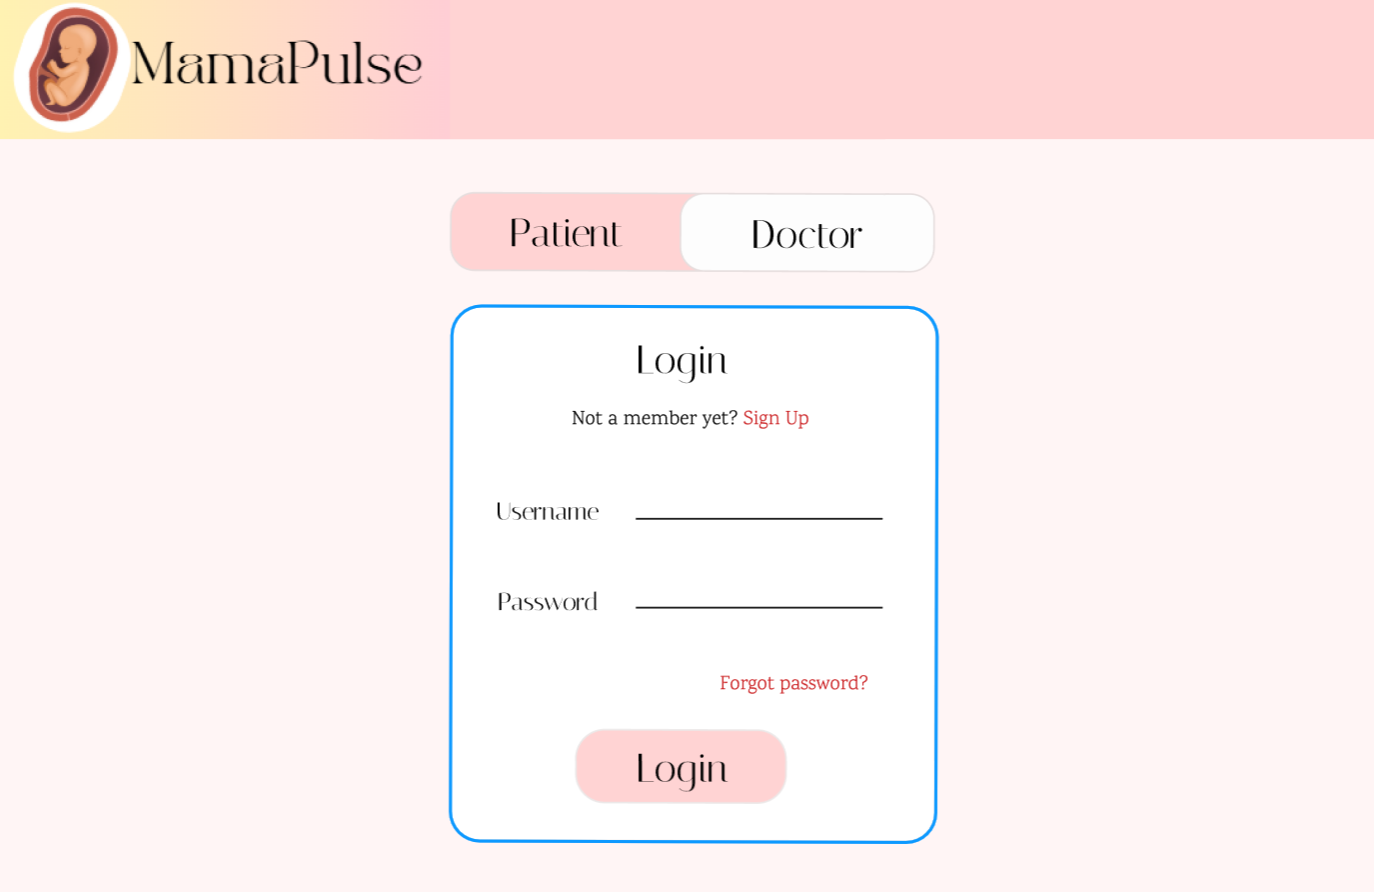 MamaPulse
Patient Doctor
Login
Not a member yet? Sign Up
Username
Password
Forgot password?
Login